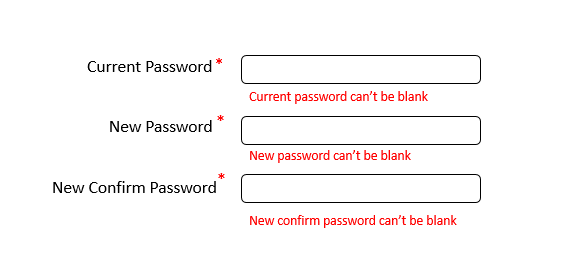 Current Password *
Current password can't be blank
New Password *
New password can't be blank
New Confirm Password *
New confirm password can't be blank